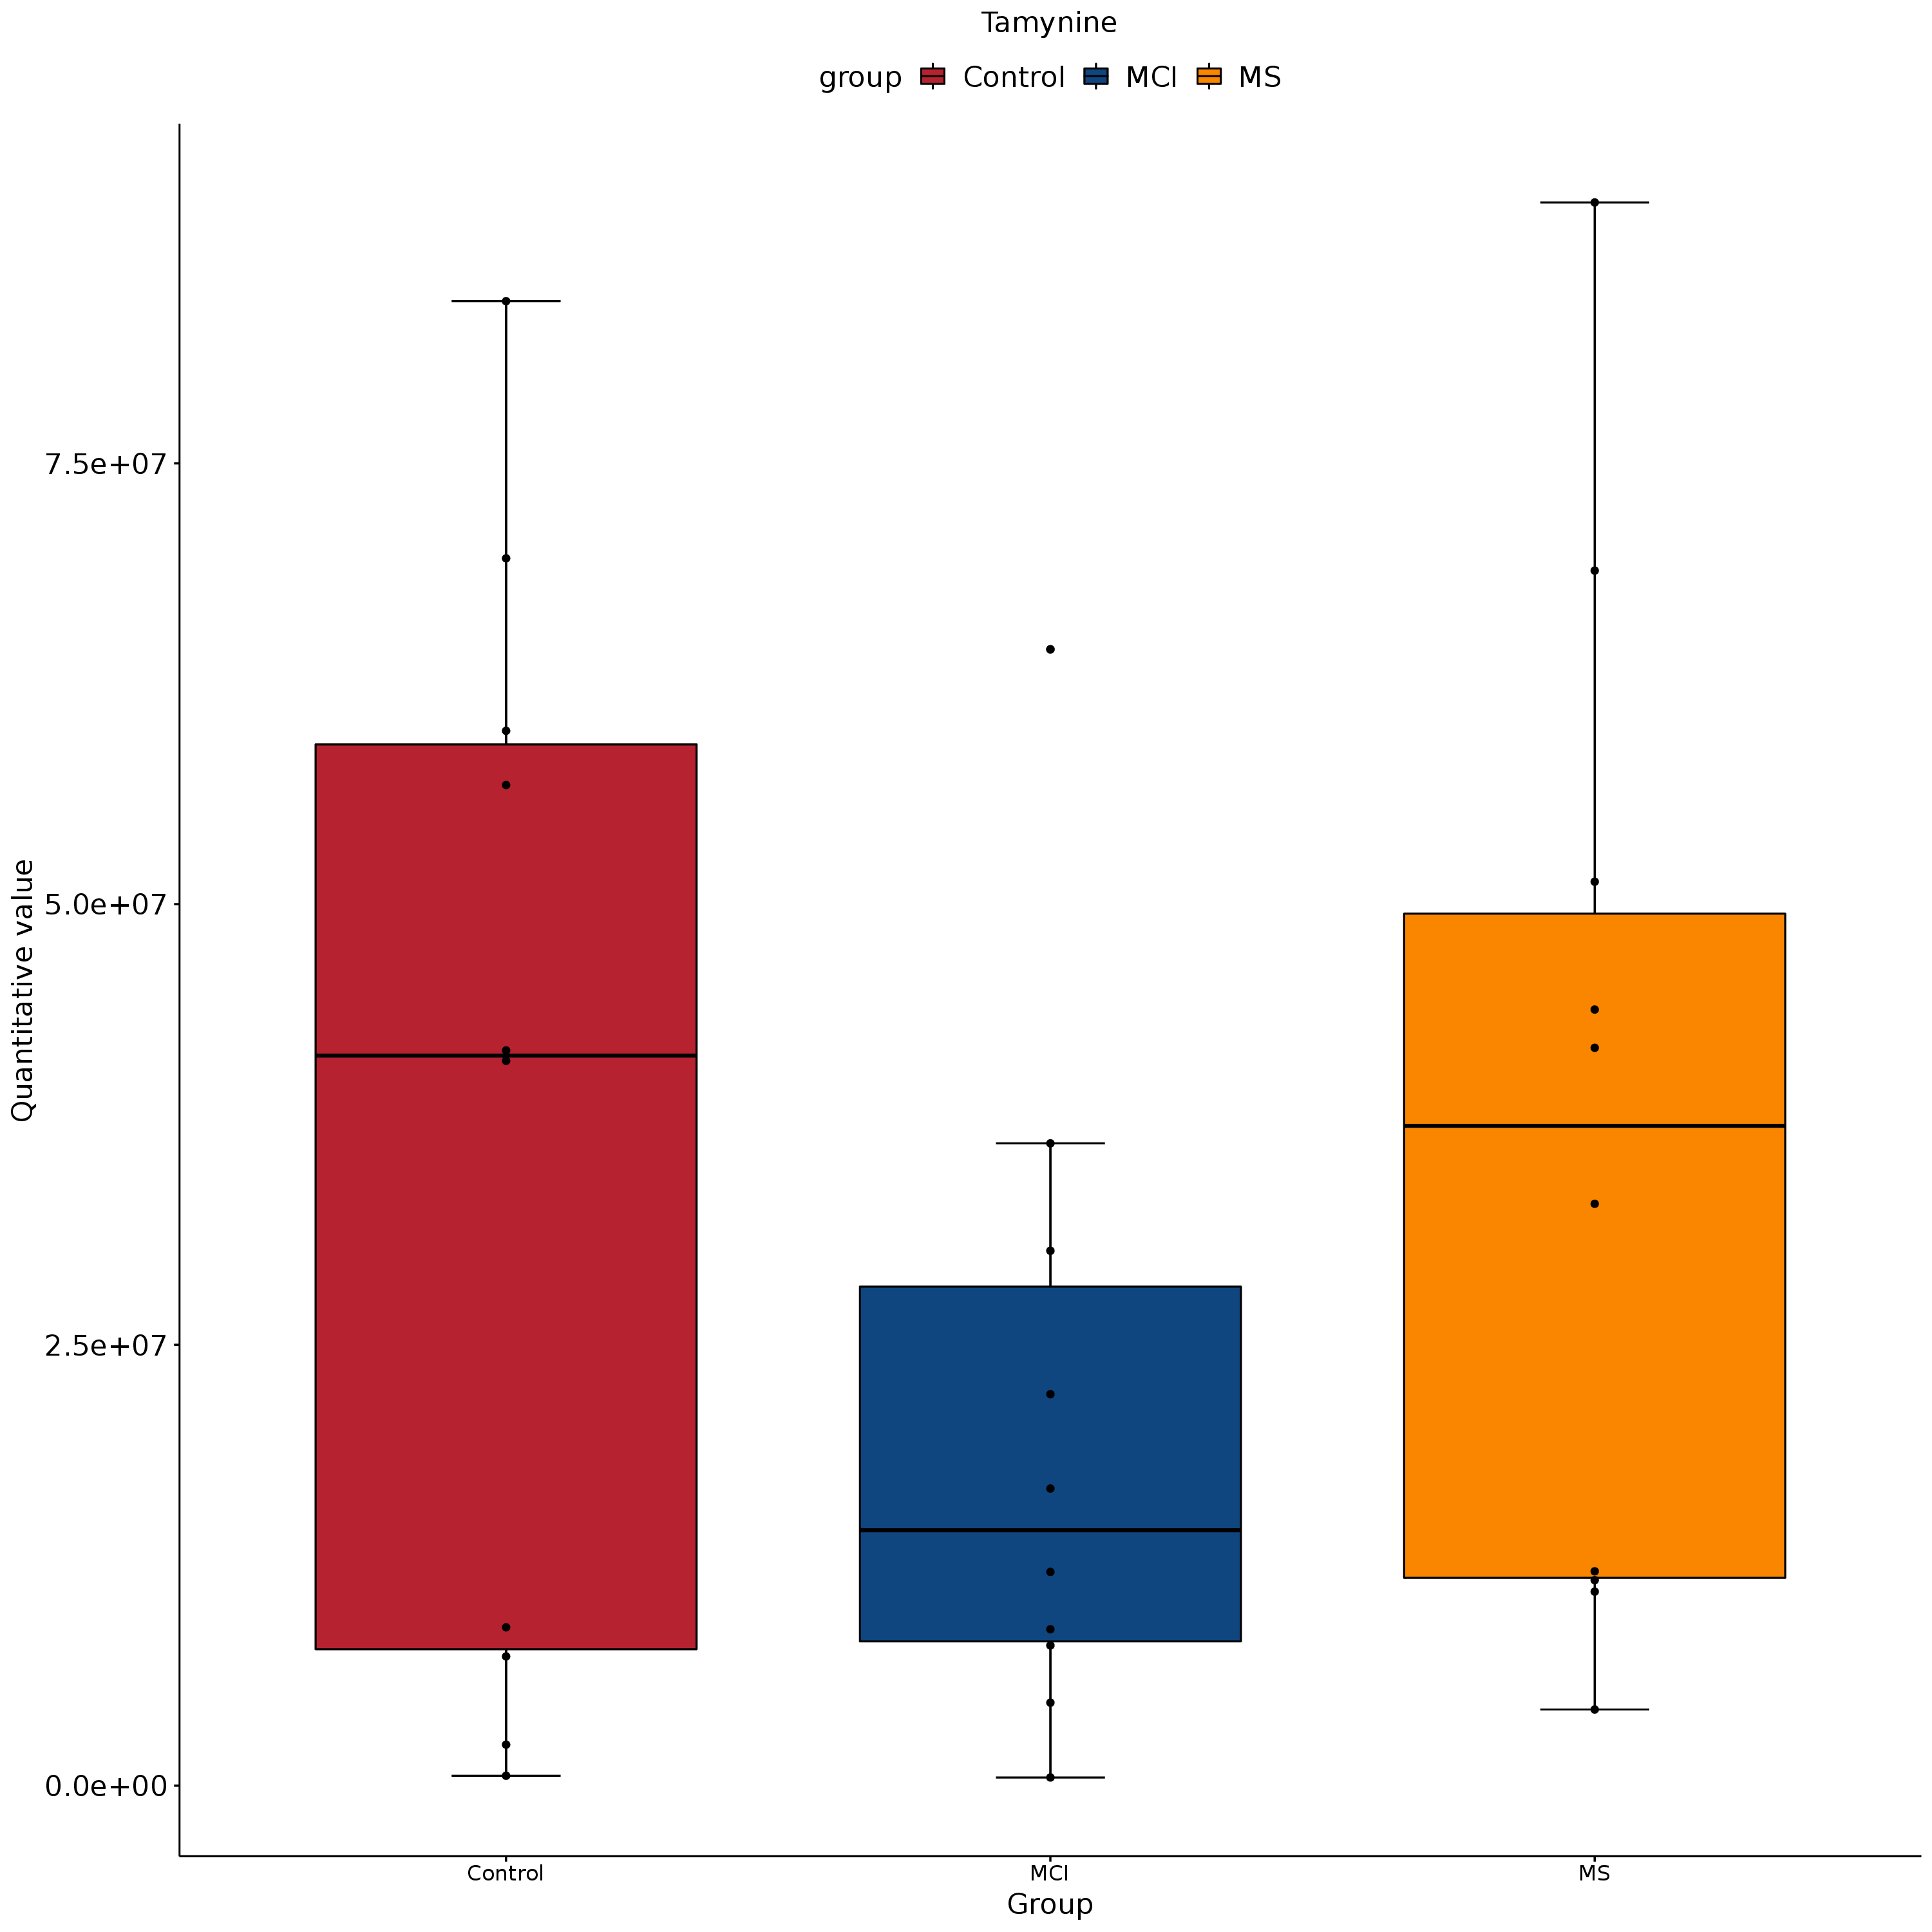 Tamynine
group Control MCI MS
7.5e+07
5.0e+07
2.5e+07
0.0e+00
Quantitative value
Control MCI MS
Group